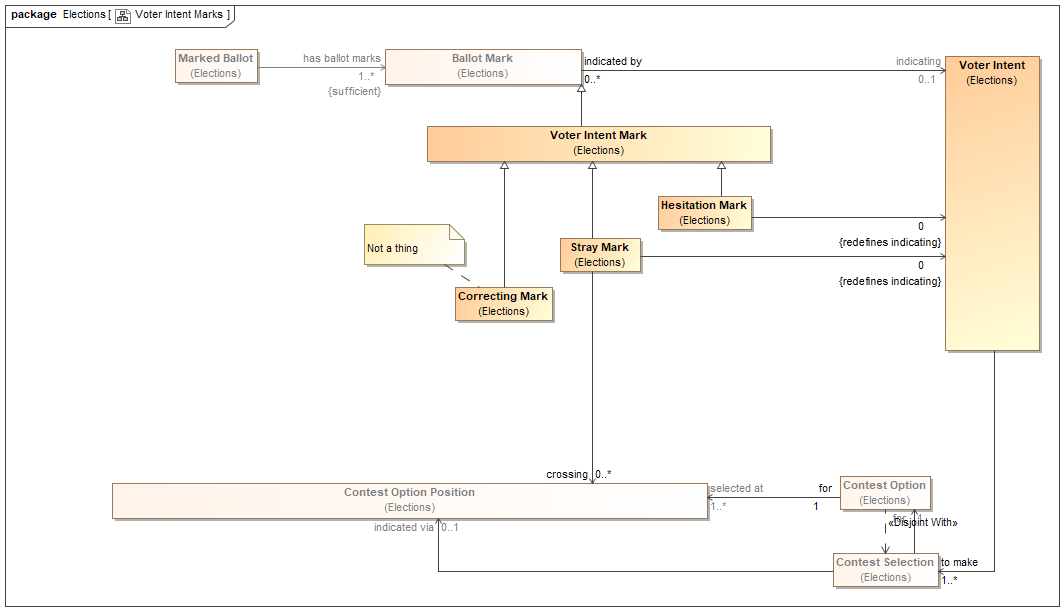 package Elections [ Voter Intent Marks ]
Marked Ballot
(Elections)
has ballot marks
1..*
{sufficient}
Ballot Mark
(Elections)
indicated by
0..*
indicating
0..1
Voter Intent
(Elections)
Voter Intent Mark
(Elections)
Hesitation Mark
(Elections)
0
{redefines indicating}
Not a thing
Stray Mark
(Elections)
0
{redefines indicating}
Correcting Mark
(Elections)
crossing
0..*
Contest Option Position
(Elections)
selected at
1..*
for
1
Contest Option
(Elections)
for 1
«Disjoint With»
indicated via
0..1
Contest Selection
(Elections)
to make
1..*